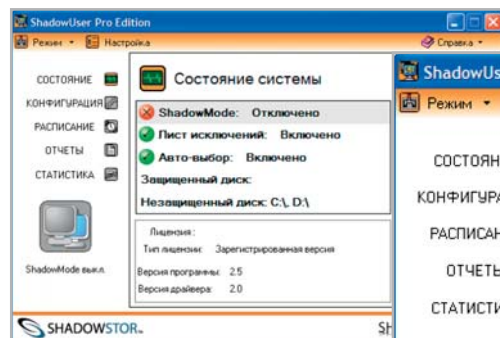 ShadowUser Pro Edition
Режим Настройка Справка
СОСТОЯНИЕ
КОНФИГУРАЦИЯ
РАСПИСАНИЕ
ОТЧЕТЫ
СТАТИСТИКА
ShadowMode выкл.
Состояние системы
ShadowMode: Отключено
Лист исключений: Включено
Авто-выбор: Включено
Защищенный диск:
Незащищенный диск: C:\, D:\
Лицензия:
Тип лицензии: Зарегистрированная версия
Версия программы: 2.5
Версия драйвера: 2.0
SHADOWSTOR
Sh
ShadowUs
Режим
СОСТОЯН
КОНФИГУРА
РАСПИСАН
ОТЧЕТЫ
СТАТИСТИ